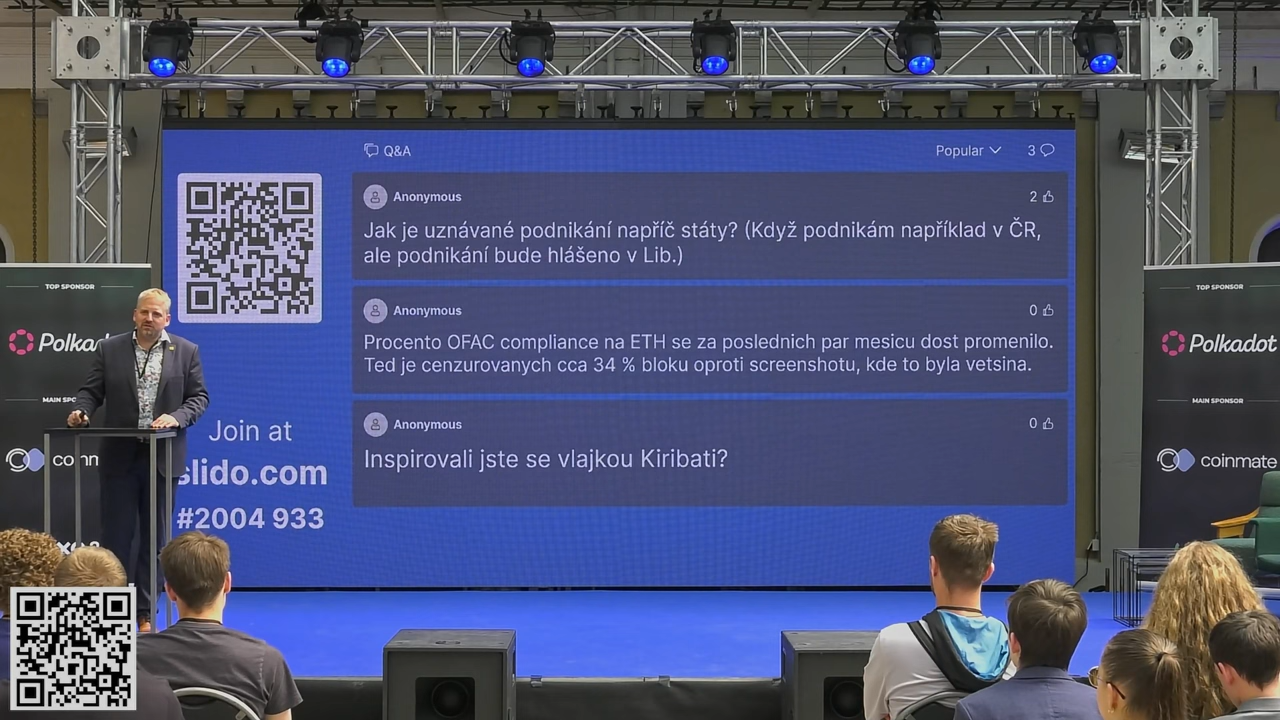 Q&A
Popular
3
Anonymous
2
Jak je uznávané podnikání napříč státy? (Když podnikám například v ČR,
ale podnikání bude hlášeno v Lib.)
Anonymous
0
Procento OFAC compliance na ETH se za poslednich par mesicu dost promenilo.
Ted je cenzurovanych cca 34 % bloku oproti screenshotu, kde to byla vetsina.
Anonymous
0
Inspirovali jste se vlajkou Kiribati?
Join at
slido.com
#2004 933
TOP SPONSOR
Polkad
MAIN SPO
coinm
TOP SPONSOR
Polkadot
MAIN SPONSOR
coinmate